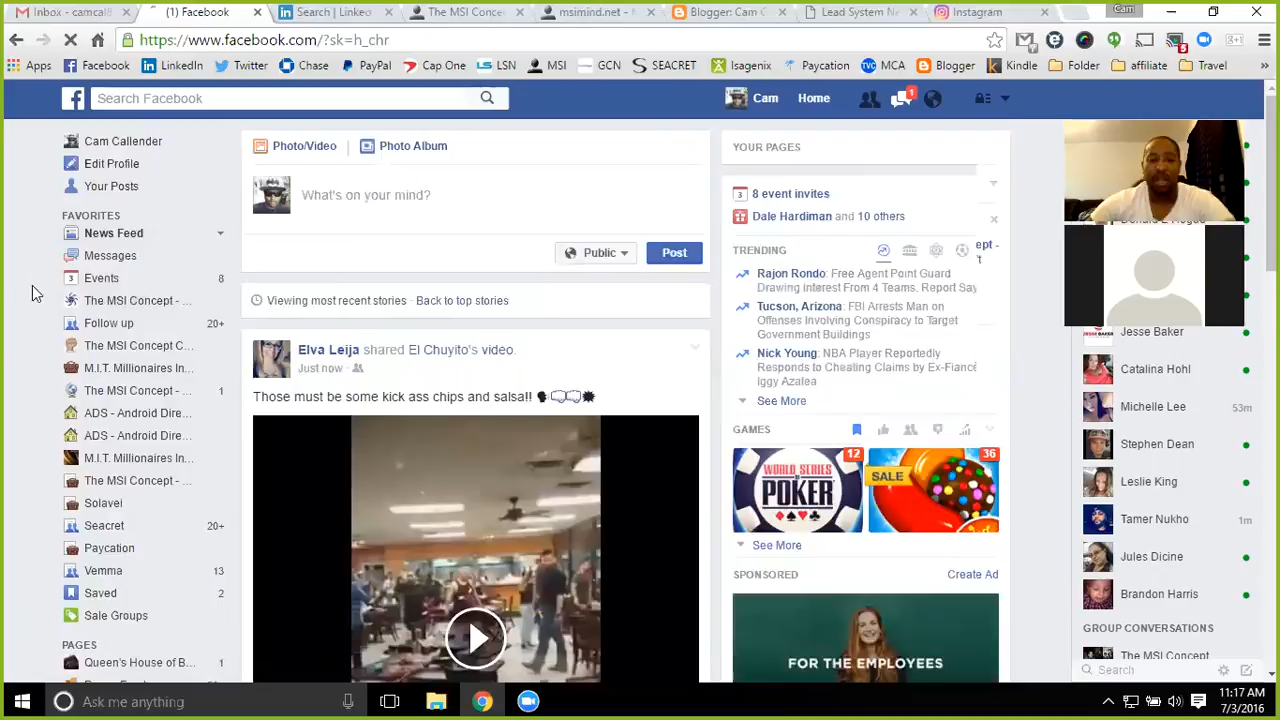 Inbox - camcal8
(1) Facebook
Search | Linke
The MSI Conce
msimind.net -
Blogger: Cam C
Lead System Ne
Instagram
Cam
https://www.facebook.com/?sk=h_chr
Apps
Facebook
LinkedIn
Twitter
Chase
PayPal
Cap One
LSN
MSI
GCN
SEACRET
Isagenix
Paycation
MCA
Blogger
Kindle
Folder
affiliate
Travel
Search Facebook
Cam
Home
1
Cam Callender
Edit Profile
Your Posts
FAVORITES
News Feed
Messages
Events 8
The MSI Concept - ...
Follow up 20+
The MSI Concept C...
M.I.T. Millionaires In...
The MSI Concept - ... 1
ADS - Android Dire...
ADS - Android Dire...
M.I.T. Millionaires In...
The MSI Concept - ...
Solavei
Seacret 20+
Paycation
Vemma 13
Saved 2
Sale Groups
PAGES
Queen's House of B... 1
Photo/Video
Photo Album
What's on your mind?
Public
Post
Viewing most recent stories · Back to top stories
Elva Leija shared El Chuyito's video.
Just now
Those must be some kick ass chips and salsa!!
YOUR PAGES
8 event invites
Dale Hardiman and 10 others
TRENDING
Rajon Rondo: Free Agent Point Guard
Drawing Interest From 4 Teams, Report Say
Tucson, Arizona: FBI Arrests Man on
Offenses Involving Conspiracy to Target
Government Buildings
Nick Young: NBA Player Reportedly
Responds to Cheating Claims by Ex-Fiancé
Iggy Azalea
See More
GAMES
WORLD SERIES
of
POKER
12
SALE
36
See More
SPONSORED
Create Ad
FOR THE EMPLOYEES
Jesse Baker
Catalina Hohl
Michelle Lee 53m
Stephen Dean
Leslie King
Tamer Nukho 1m
Jules Dicine
Brandon Harris
GROUP CONVERSATIONS
The MSI Concept
Search
Ask me anything
11:17 AM
7/3/2016